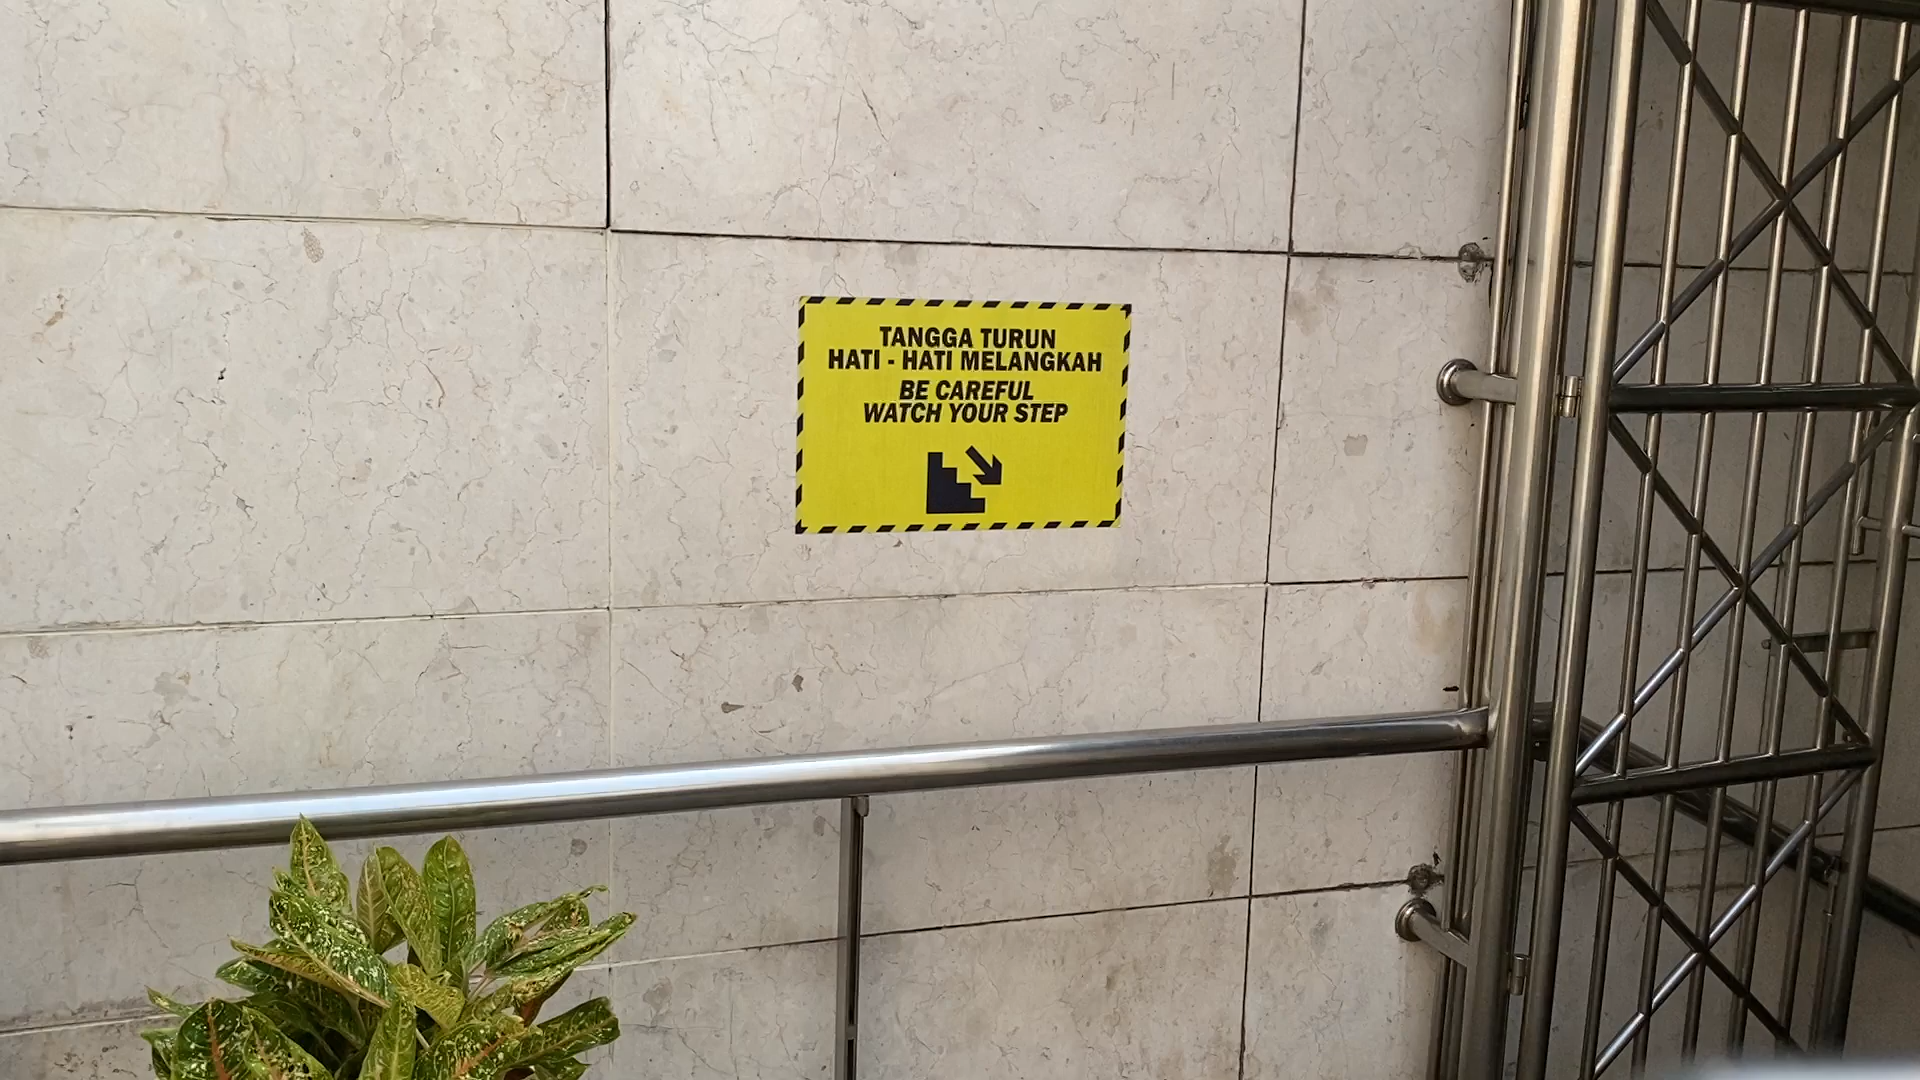 TANGGA TURUN
HATI - HATI MELANGKAH
BE CAREFUL
WATCH YOUR STEP